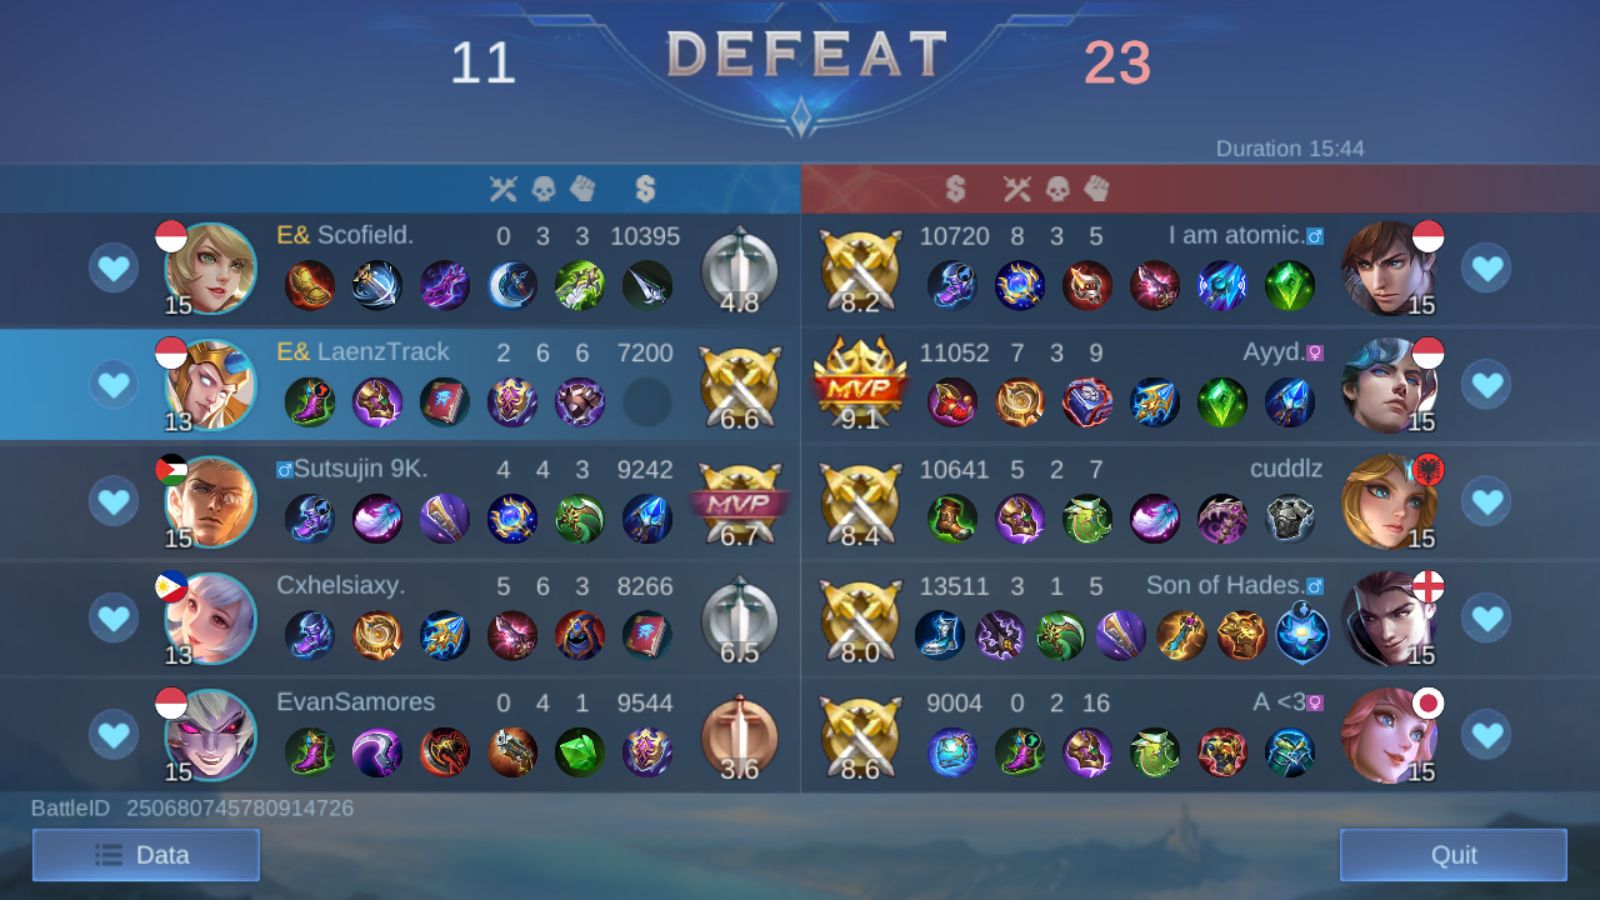 11 DEFEAT 23
Duration 15:44
E& Scofield. 0 3 3 10395
15 4.8
10720 8 3 5 I am atomic.
8.2 15
E& LaenzTrack 2 6 6 7200
13 6.6
11052 7 3 9 Ayyd.
MVP
9.1 15
Sutsujin 9K. 4 4 3 9242
MVP
15 6.7
10641 5 2 7 cuddlz
8.4 15
Cxhelsiaxy. 5 6 3 8266
13 6.5
13511 3 1 5 Son of Hades.
8.0 15
EvanSamores 0 4 1 9544
15 3.6
9004 0 2 16 A <3
8.6 15
BattleID 250680745780914726
Data
Quit